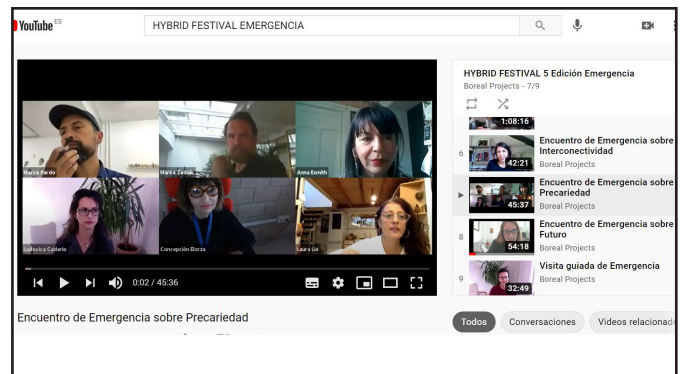 YouTube ES
HYBRID FESTIVAL EMERGENCIA
Marco Pardo
Anna Esmith
Ludovica Cadario
Concepción Elorza
Laura Lio
0:02 / 45:36
Encuentro de Emergencia sobre Precariedad
HYBRID FESTIVAL 5 Edición Emergencia
Boreal Projects - 7/9
1:08:16
6
42:21
Encuentro de Emergencia sobre
Interconectividad
Boreal Projects
45:37
Encuentro de Emergencia sobre
Precariedad
Boreal Projects
8
54:18
Encuentro de Emergencia sobre
Futuro
Boreal Projects
9
32:49
Visita guiada de Emergencia
Boreal Projects
Todos
Conversaciones
Videos relacionado